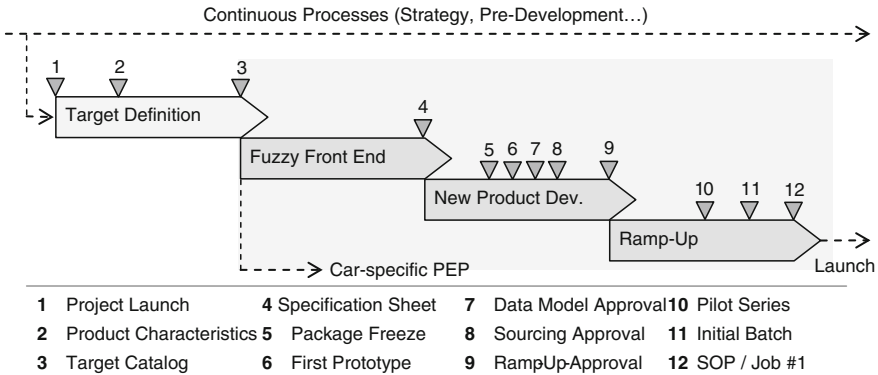 Continuous Processes (Strategy, Pre-Development…)
1 2 3
Target Definition
4
Fuzzy Front End
5 6 7 8 9
New Product Dev.
10 11 12
Ramp-Up
Launch
Car-specific PEP
1 Project Launch 4 Specification Sheet 7 Data Model Approval 10 Pilot Series
2 Product Characteristics 5 Package Freeze 8 Sourcing Approval 11 Initial Batch
3 Target Catalog 6 First Prototype 9 Ramp-Up-Approval 12 SOP / Job #1